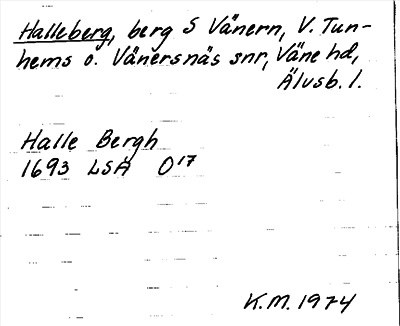 Halleberg, berg S Vänern, V. Tun-
hems o. Vänersnäs snr, Väne hd,
Älvsb. l.
Halle Bergh
1693 LSA O17
K.M. 1974